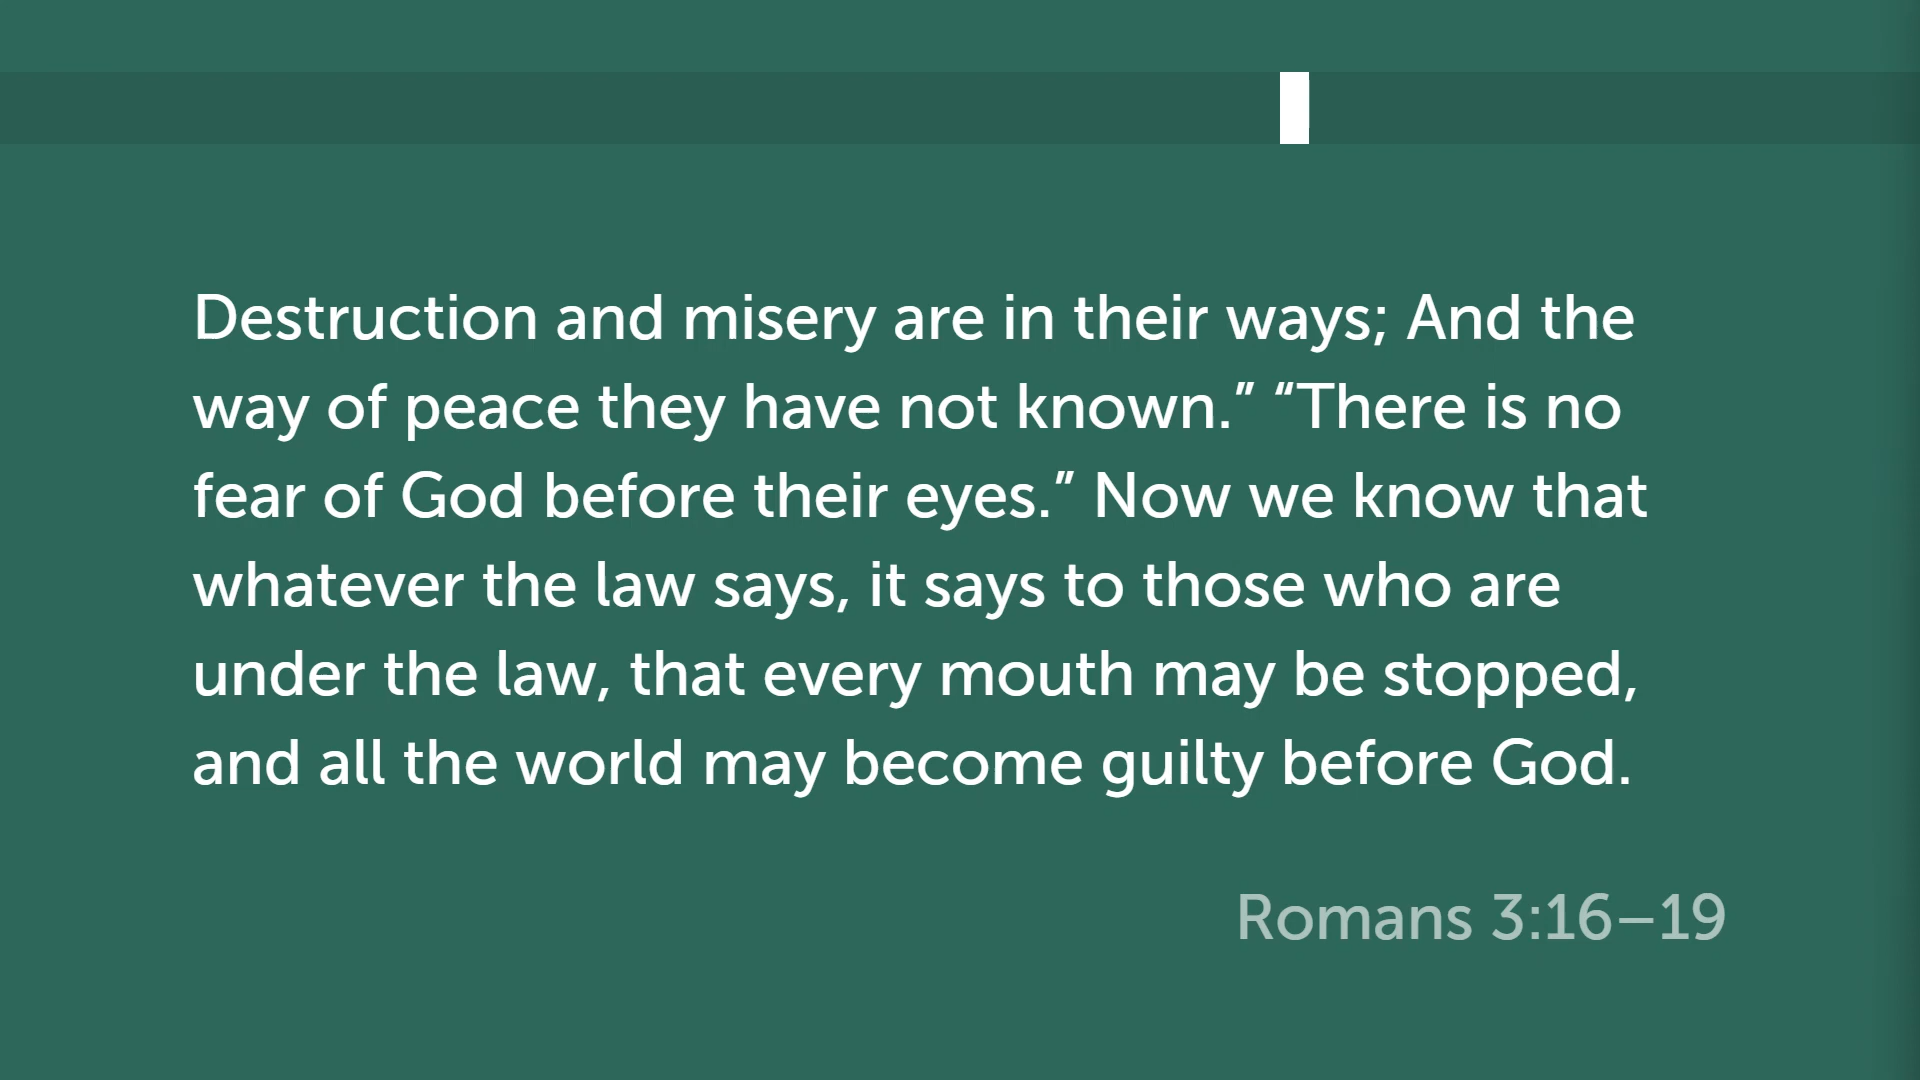 Destruction and misery are in their ways; And the
way of peace they have not known.” “There is no
fear of God before their eyes.” Now we know that
whatever the law says, it says to those who are
under the law, that every mouth may be stopped,
and all the world may become guilty before God.
Romans 3:16–19